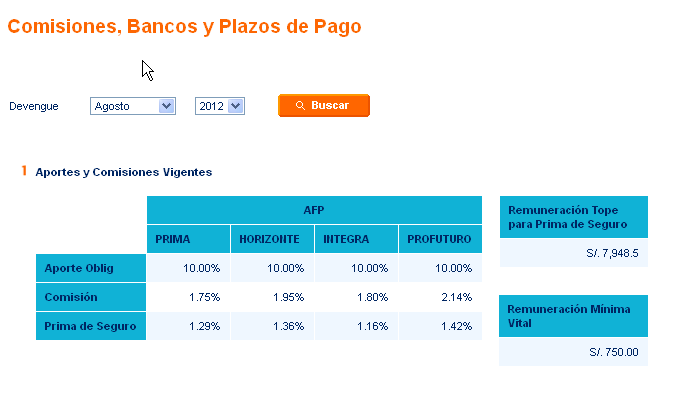 Comisiones, Bancos y Plazos de Pago
Devengue Agosto 2012 Buscar
1 Aportes y Comisiones Vigentes
AFP
PRIMA HORIZONTE INTEGRA PROFUTURO
Aporte Oblig 10.00% 10.00% 10.00% 10.00%
Comisión 1.75% 1.95% 1.80% 2.14%
Prima de Seguro 1.29% 1.36% 1.16% 1.42%
Remuneración Tope
para Prima de Seguro
S/. 7,948.5
Remuneración Mínima
Vital
S/. 750.00